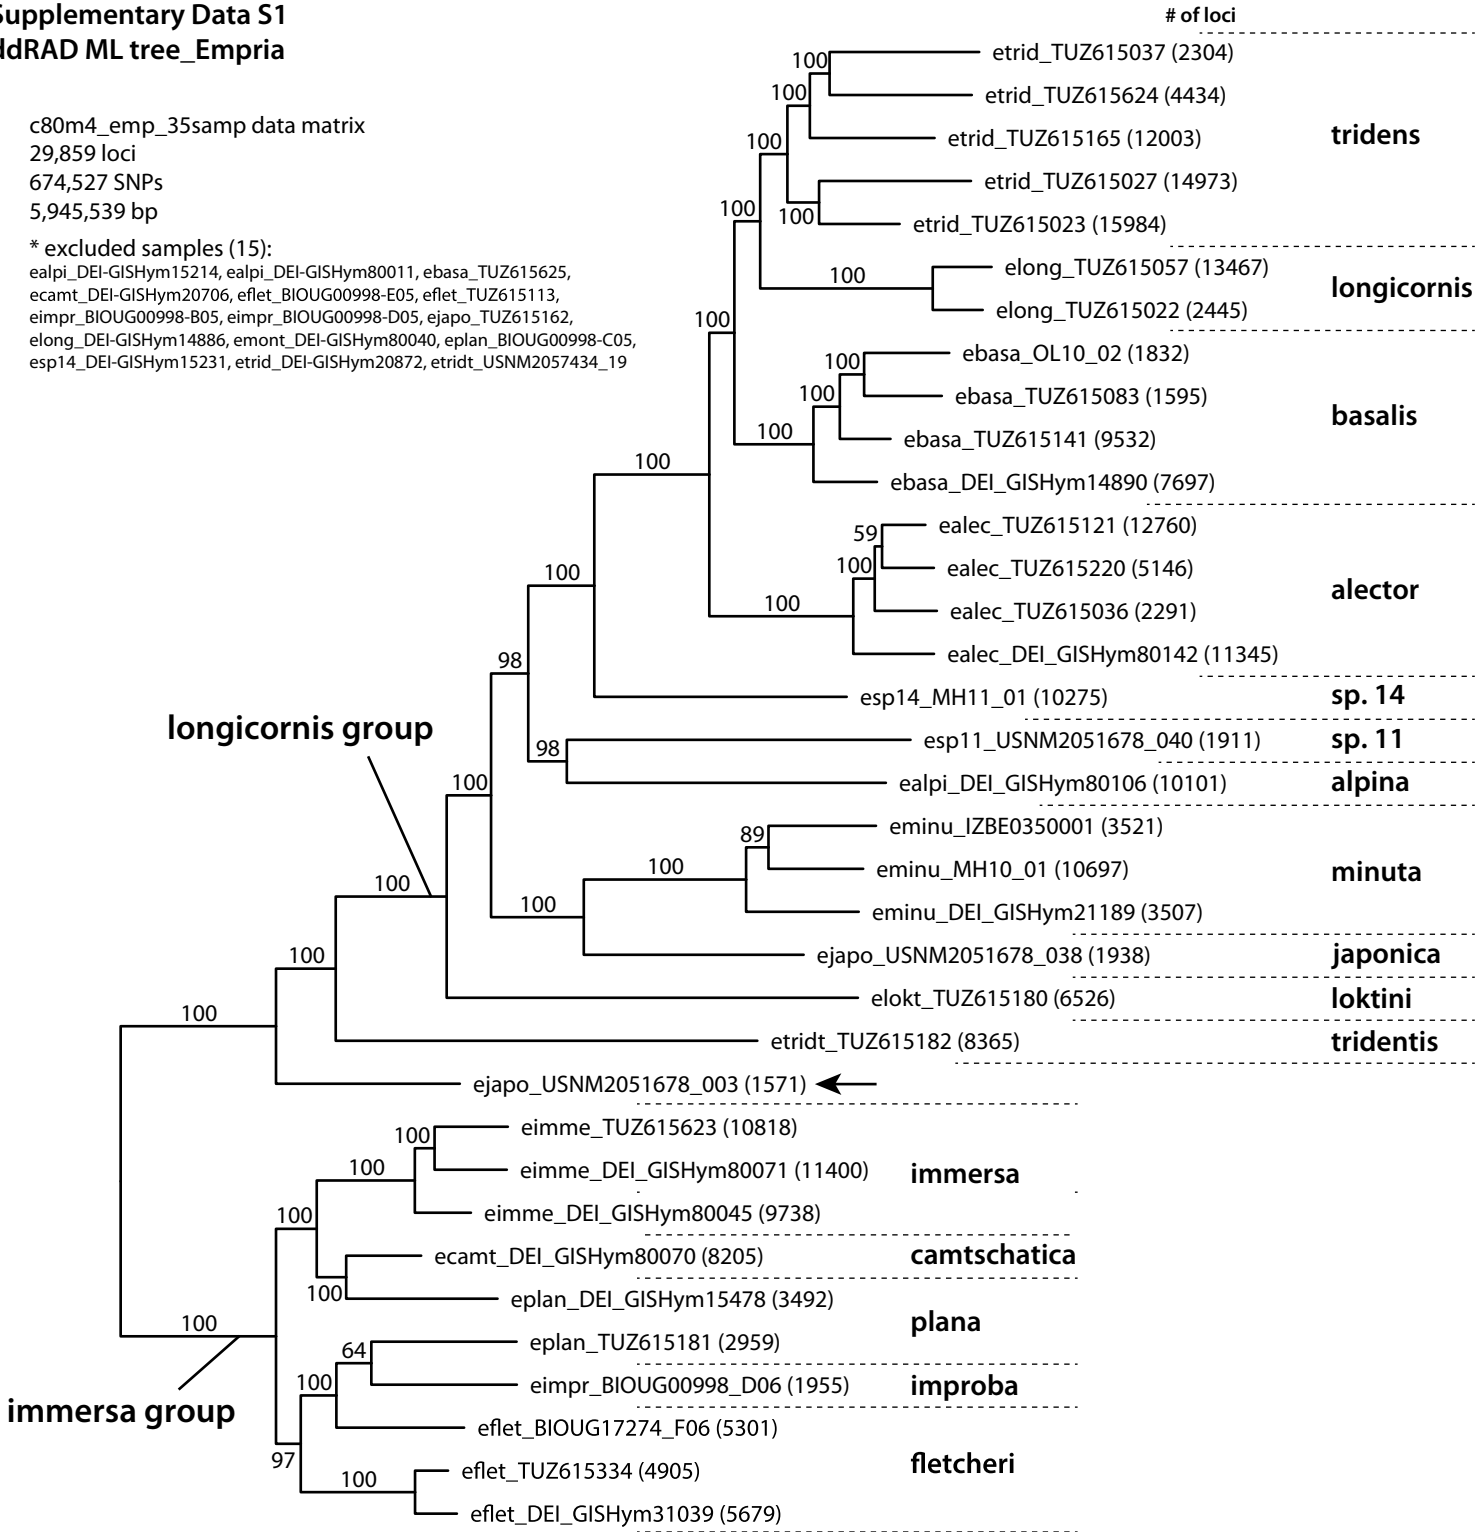 Supplementary Data S1
ddRAD ML tree_Empria
c80m4_emp_35samp data matrix
29,859 loci
674,527 SNPs
5,945,539 bp
* excluded samples (15):
ealpi_DEI-GISHym15214, ealpi_DEI-GISHym80011, ebasa_TUZ615625,
ecamt_DEI-GISHym20706, eflet_BIOUG00998-E05, eflet_TUZ615113,
eimpr_BIOUG00998-B05, eimpr_BIOUG00998-D05, ejapo_TUZ615162,
elong_DEI-GISHym14886, emont_DEI-GISHym80040, eplan_BIOUG00998-C05,
esp14_DEI-GISHym15231, etrid_DEI-GISHym20872, etridt_USNM2057434_19
# of loci
100 etrid_TUZ615037 (2304)
100 etrid_TUZ615624 (4434)
tridens
100 etrid_TUZ615165 (12003)
etrid_TUZ615027 (14973)
100 100 etrid_TUZ615023 (15984)
100 elong_TUZ615057 (13467)
longicornis
elong_TUZ615022 (2445)
100
100 ebasa_OL10_02 (1832)
100 ebasa_TUZ615083 (1595)
basalis
100 ebasa_TUZ615141 (9532)
100 ebasa_DEI_GISHym14890 (7697)
59 ealec_TUZ615121 (12760)
100 100 ealec_TUZ615220 (5146)
alector
100 ealec_TUZ615036 (2291)
98 ealec_DEI_GISHym80142 (11345)
esp14_MH11_01 (10275) sp. 14
longicornis group
98 esp11_USNM2051678_040 (1911) sp. 11
100 ealpi_DEI_GISHym80106 (10101) alpina
89 eminu_IZBE0350001 (3521)
100 eminu_MH10_01 (10697) minuta
100 100 eminu_DEI_GISHym21189 (3507)
100 ejapo_USNM2051678_038 (1938) japonica
elokt_TUZ615180 (6526) loktini
100 etridt_TUZ615182 (8365) tridentis
ejapo_USNM2051678_003 (1571)
100 eimme_TUZ615623 (10818)
100 eimme_DEI_GISHym80071 (11400) immersa
100 eimme_DEI_GISHym80045 (9738)
ecamt_DEI_GISHym80070 (8205) camtschatica
100 eplan_DEI_GISHym15478 (3492)
100 plana
64 eplan_TUZ615181 (2959)
100 eimpr_BIOUG00998_D06 (1955) improba
immersa group
eflet_BIOUG17274_F06 (5301)
97 100 eflet_TUZ615334 (4905) fletcheri
eflet_DEI_GISHym31039 (5679)